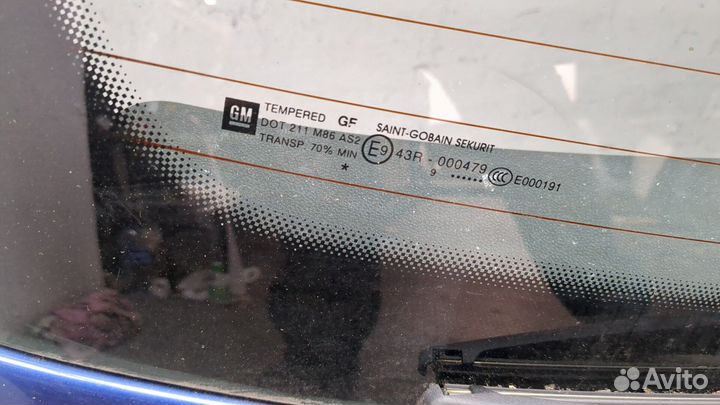 GM
TEMPERED GF SAINT-GOBAIN SEKURIT
DOT 211 M86 AS2 E9 43R - 000479 CCC E000191
TRANSP. 70% MIN 9 ······
*
Avito